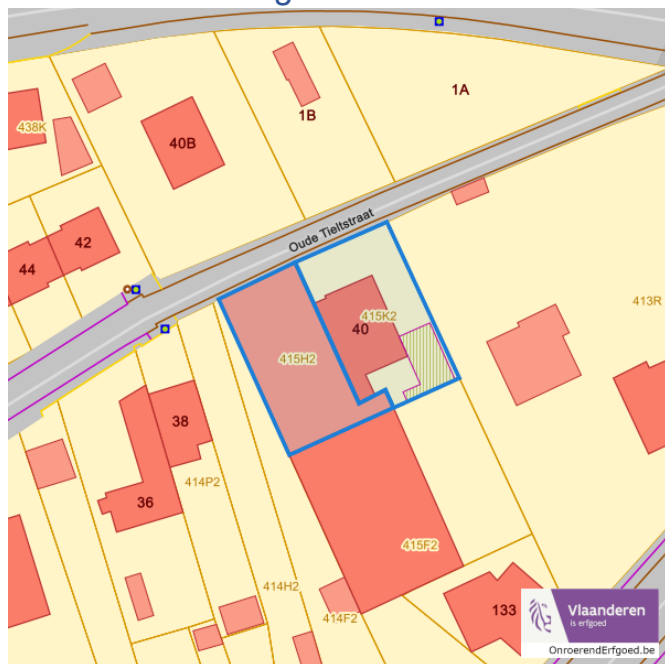 1A
1B
438K
40B
Oude Tieltstraat
42
44
413R
415K2
40
415H2
38
414P2
36
415F2
414H2
414F2
133
Vlaanderen
is erfgoed
OnroerendErfgoed.be